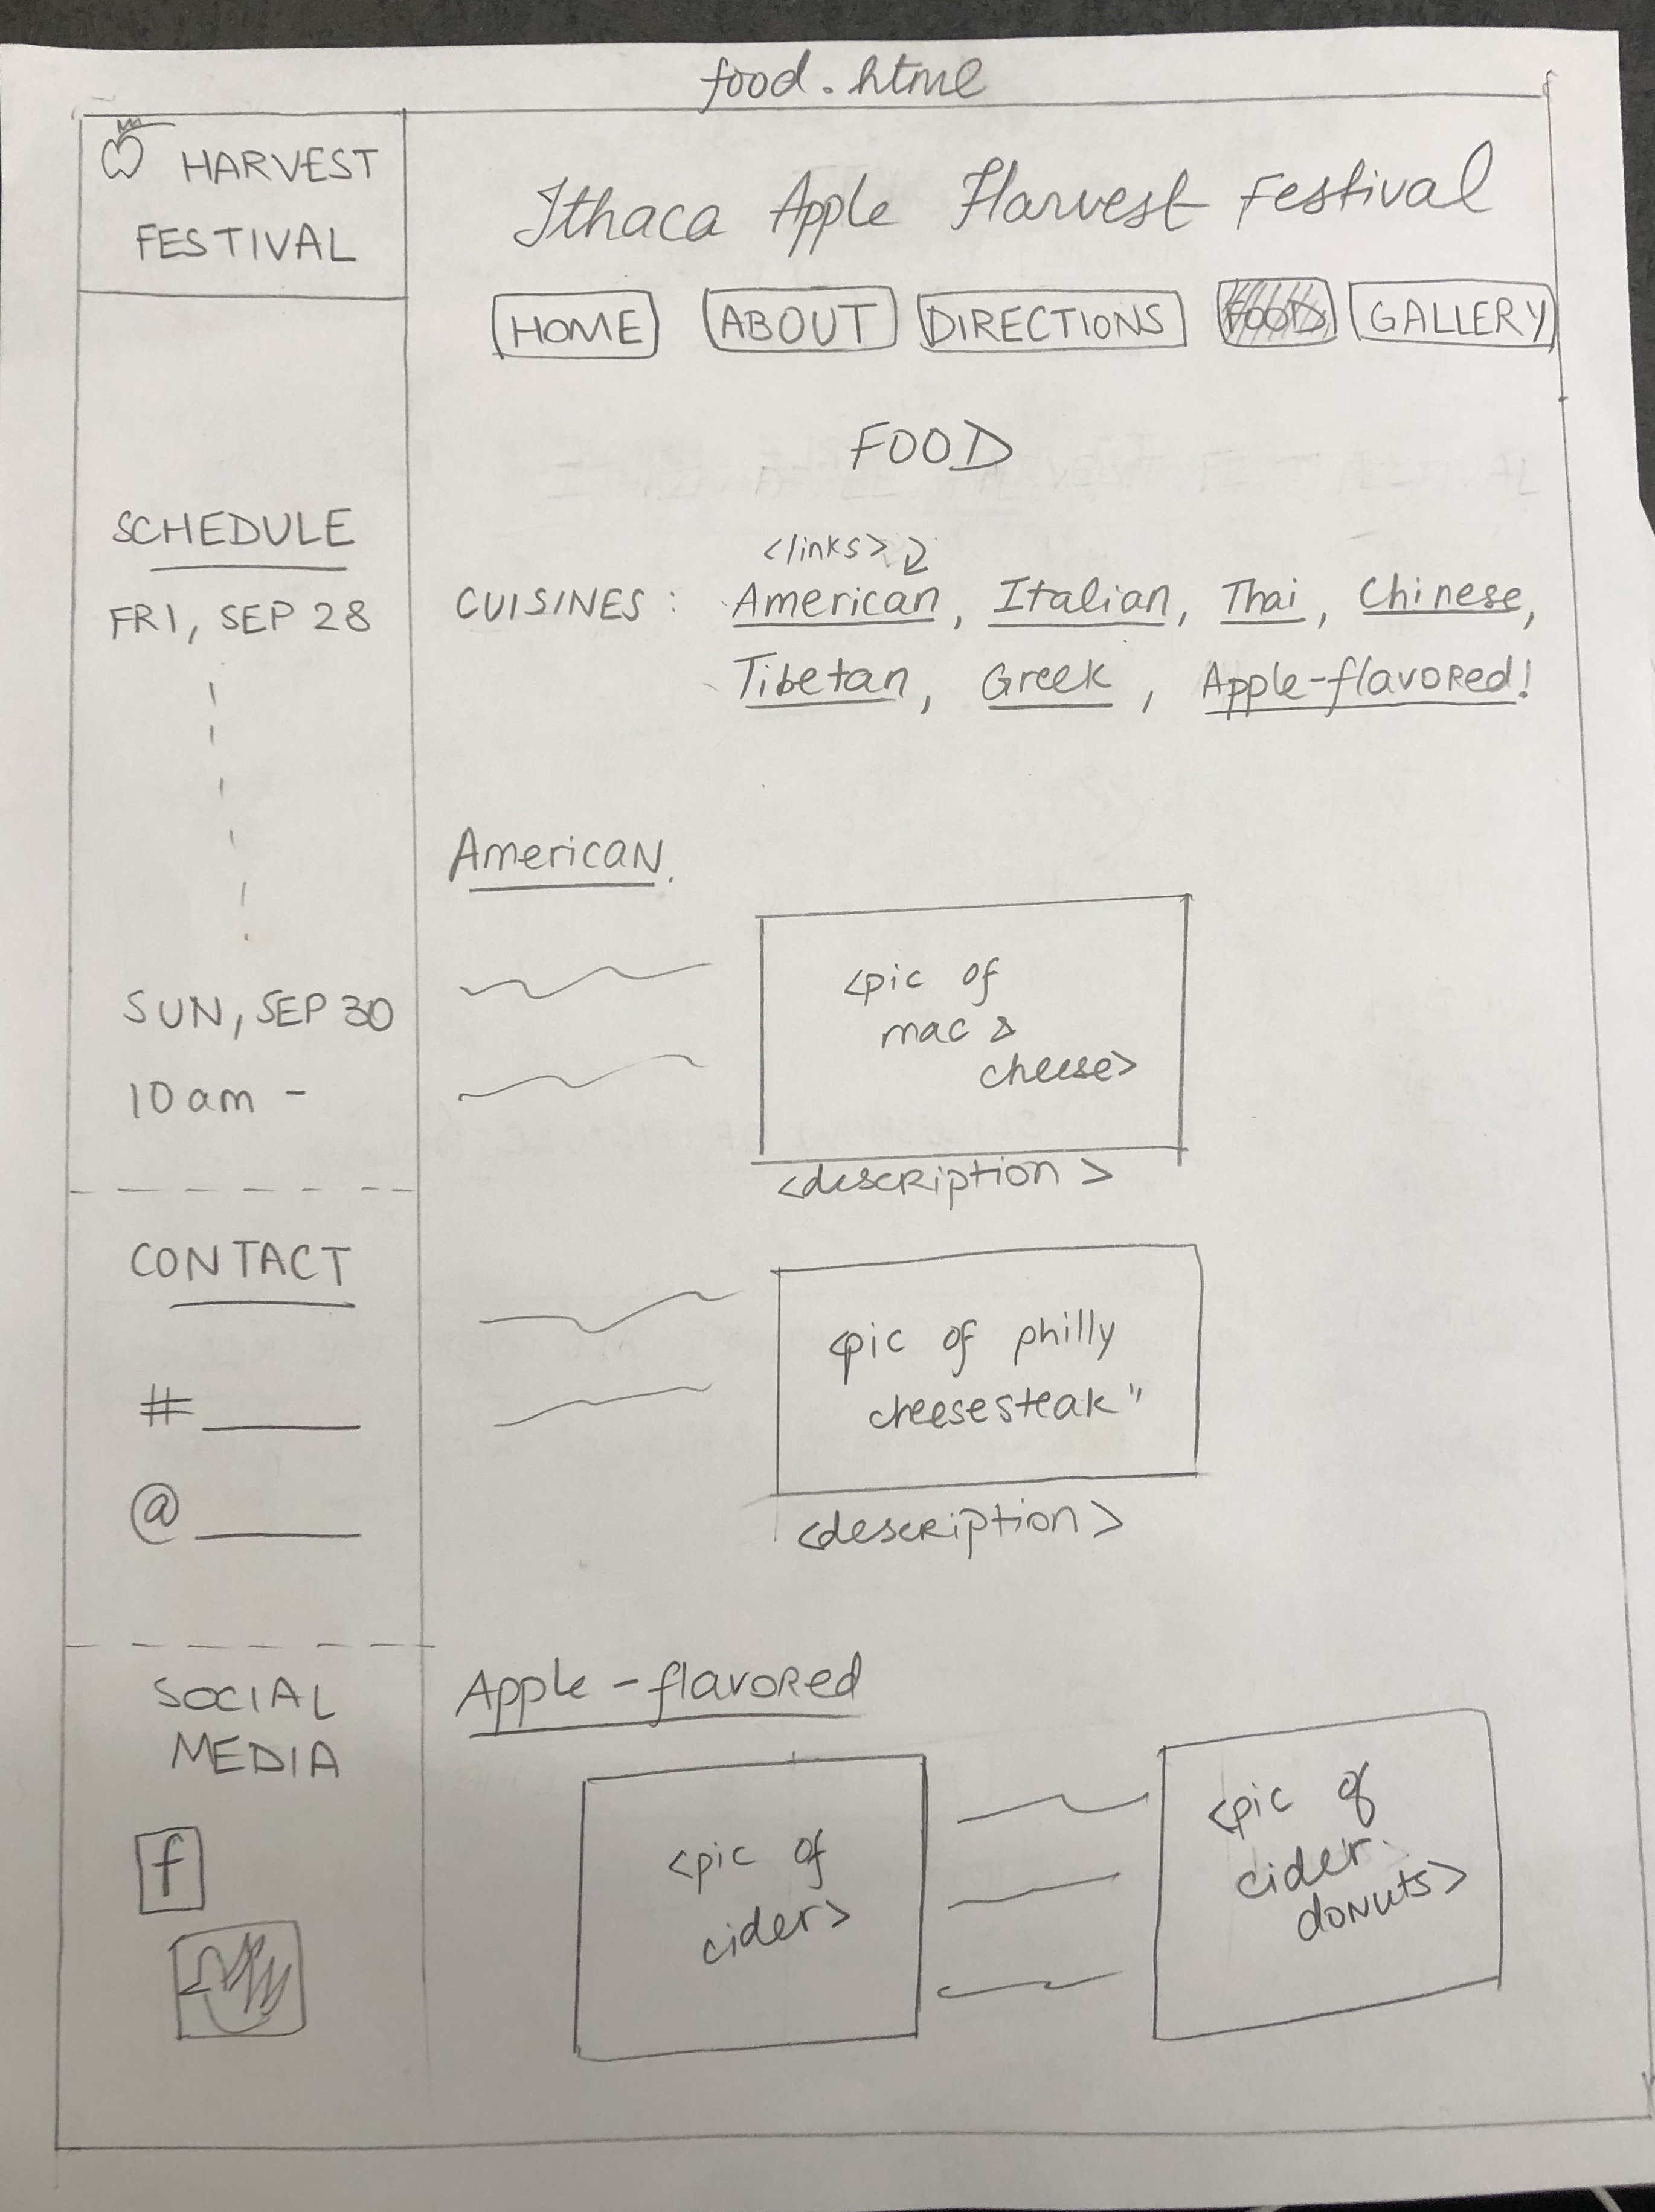 food.html
HARVEST
FESTIVAL
Ithaca Apple Harvest Festival
HOME ABOUT DIRECTIONS FOOD GALLERY
FOOD
SCHEDULE
FRI, SEP 28
SUN, SEP 30
10 am -
CONTACT
#
@
SOCIAL
MEDIA
f
<links>
CUISINES : American, Italian, Thai, Chinese,
Tibetan, Greek, Apple-flavored!
American.
<pic of
mac &
cheese>
<description>
<pic of philly
cheesesteak"
<description>
Apple-flavored
<pic of
cider>
<pic of
cider
donuts>